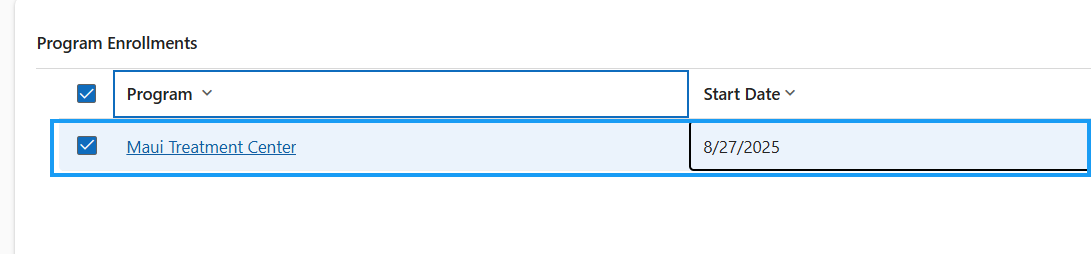 Program Enrollments
Program Start Date
Maui Treatment Center 8/27/2025